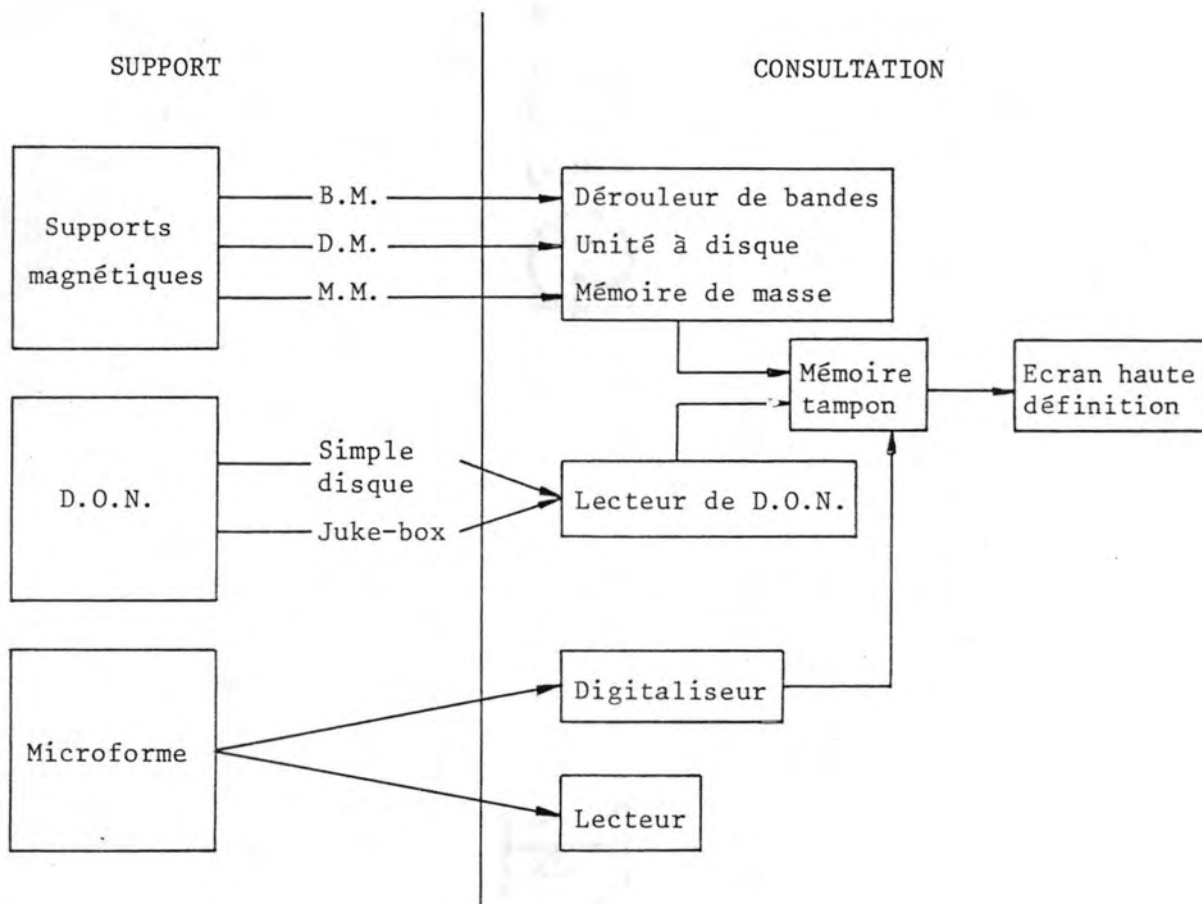 SUPPORT
CONSULTATION
Supports
magnétiques
B.M.
D.M.
M.M.
Dérouleur de bandes
Unité à disque
Mémoire de masse
Mémoire
tampon
Ecran haute
définition
D.O.N.
Simple
disque
Juke-box
Lecteur de D.O.N.
Microforme
Digitaliseur
Lecteur